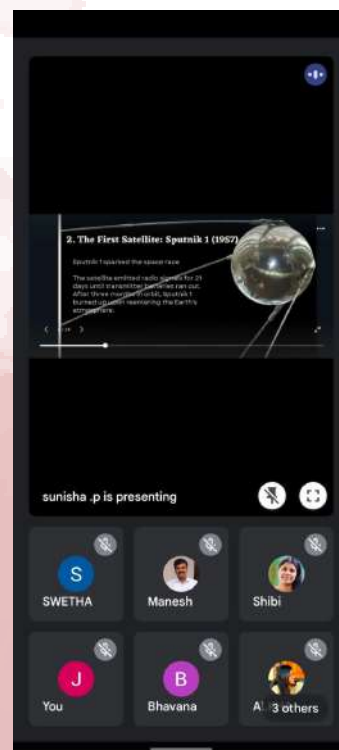 2. The First Satellite: Sputnik 1 (1957)
Sputnik 1 sparked the space race
The satellite emitted radio signals for 21
days until transmitter batteries ran out.
After three months in orbit, Sputnik 1
burned up when reentering the Earth's
atmosphere.
sunisha .p is presenting
S
SWETHA
Manesh
Shibi
J
You
B
Bhavana
3 others